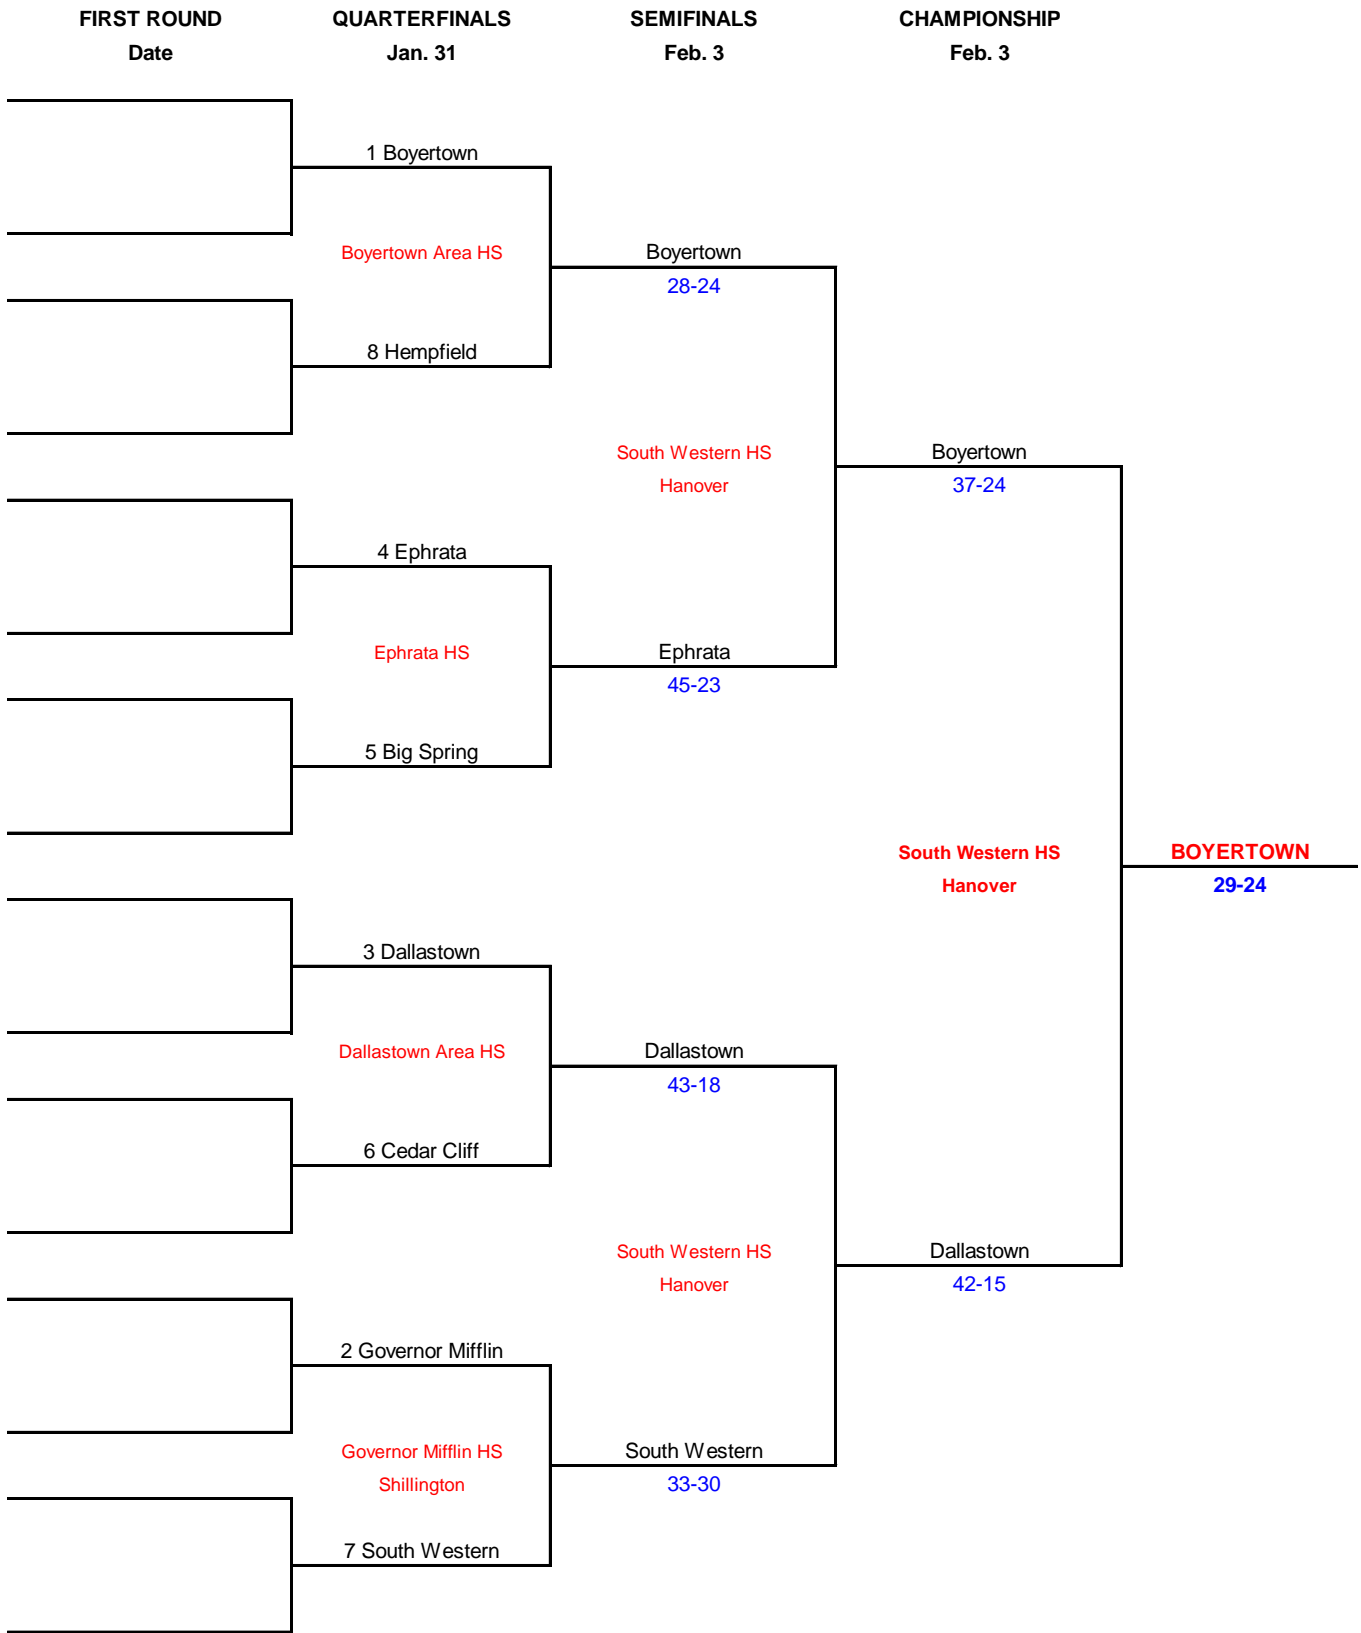 FIRST ROUND QUARTERFINALS SEMIFINALS CHAMPIONSHIP
Date Jan. 31 Feb. 3 Feb. 3
1 Boyertown
Boyertown Area HS Boyertown
28-24
8 Hempfield
South Western HS Boyertown
Hanover 37-24
4 Ephrata
Ephrata HS Ephrata
45-23
5 Big Spring
South Western HS BOYERTOWN
Hanover 29-24
3 Dallastown
Dallastown Area HS Dallastown
43-18
6 Cedar Cliff
South Western HS Dallastown
Hanover 42-15
2 Governor Mifflin
Governor Mifflin HS South Western
Shillington 33-30
7 South Western